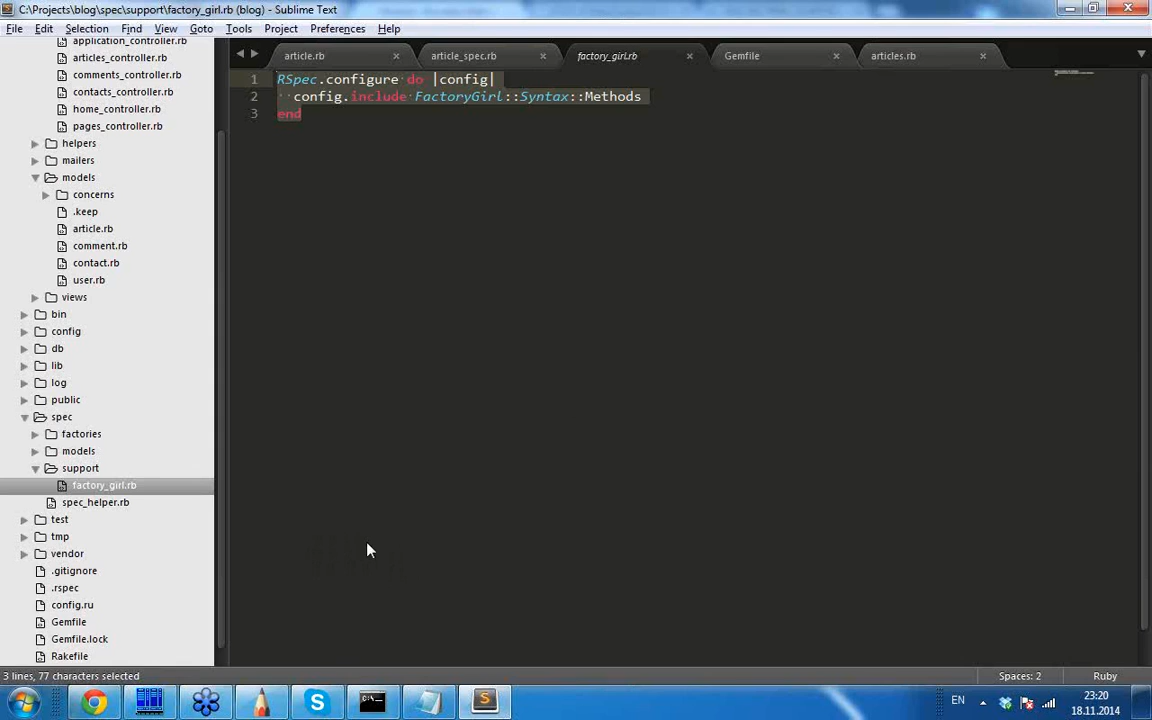 C:\Projects\blog\spec\support\factory_girl.rb (blog) - Sublime Text
File Edit Selection Find View Goto Tools Project Preferences Help
application_controller.rb
articles_controller.rb
comments_controller.rb
contacts_controller.rb
home_controller.rb
pages_controller.rb
helpers
mailers
models
concerns
.keep
article.rb
comment.rb
contact.rb
user.rb
views
bin
config
db
lib
log
public
spec
factories
models
support
factory_girl.rb
spec_helper.rb
test
tmp
vendor
.gitignore
.rspec
config.ru
Gemfile
Gemfile.lock
Rakefile
article.rb article_spec.rb factory_girl.rb Gemfile articles.rb
1 RSpec.configure do |config|
2 config.include FactoryGirl::Syntax::Methods
3 end
3 lines, 77 characters selected Spaces: 2 Ruby
EN 23:20
18.11.2014